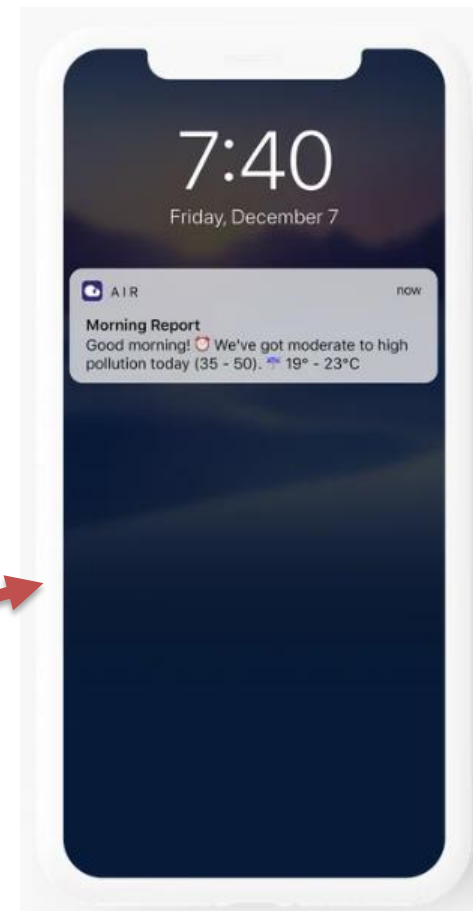 7:40
Friday, December 7
AIR now
Morning Report
Good morning! ⏰ We've got moderate to high
pollution today (35 - 50). ☔ 19° - 23°C